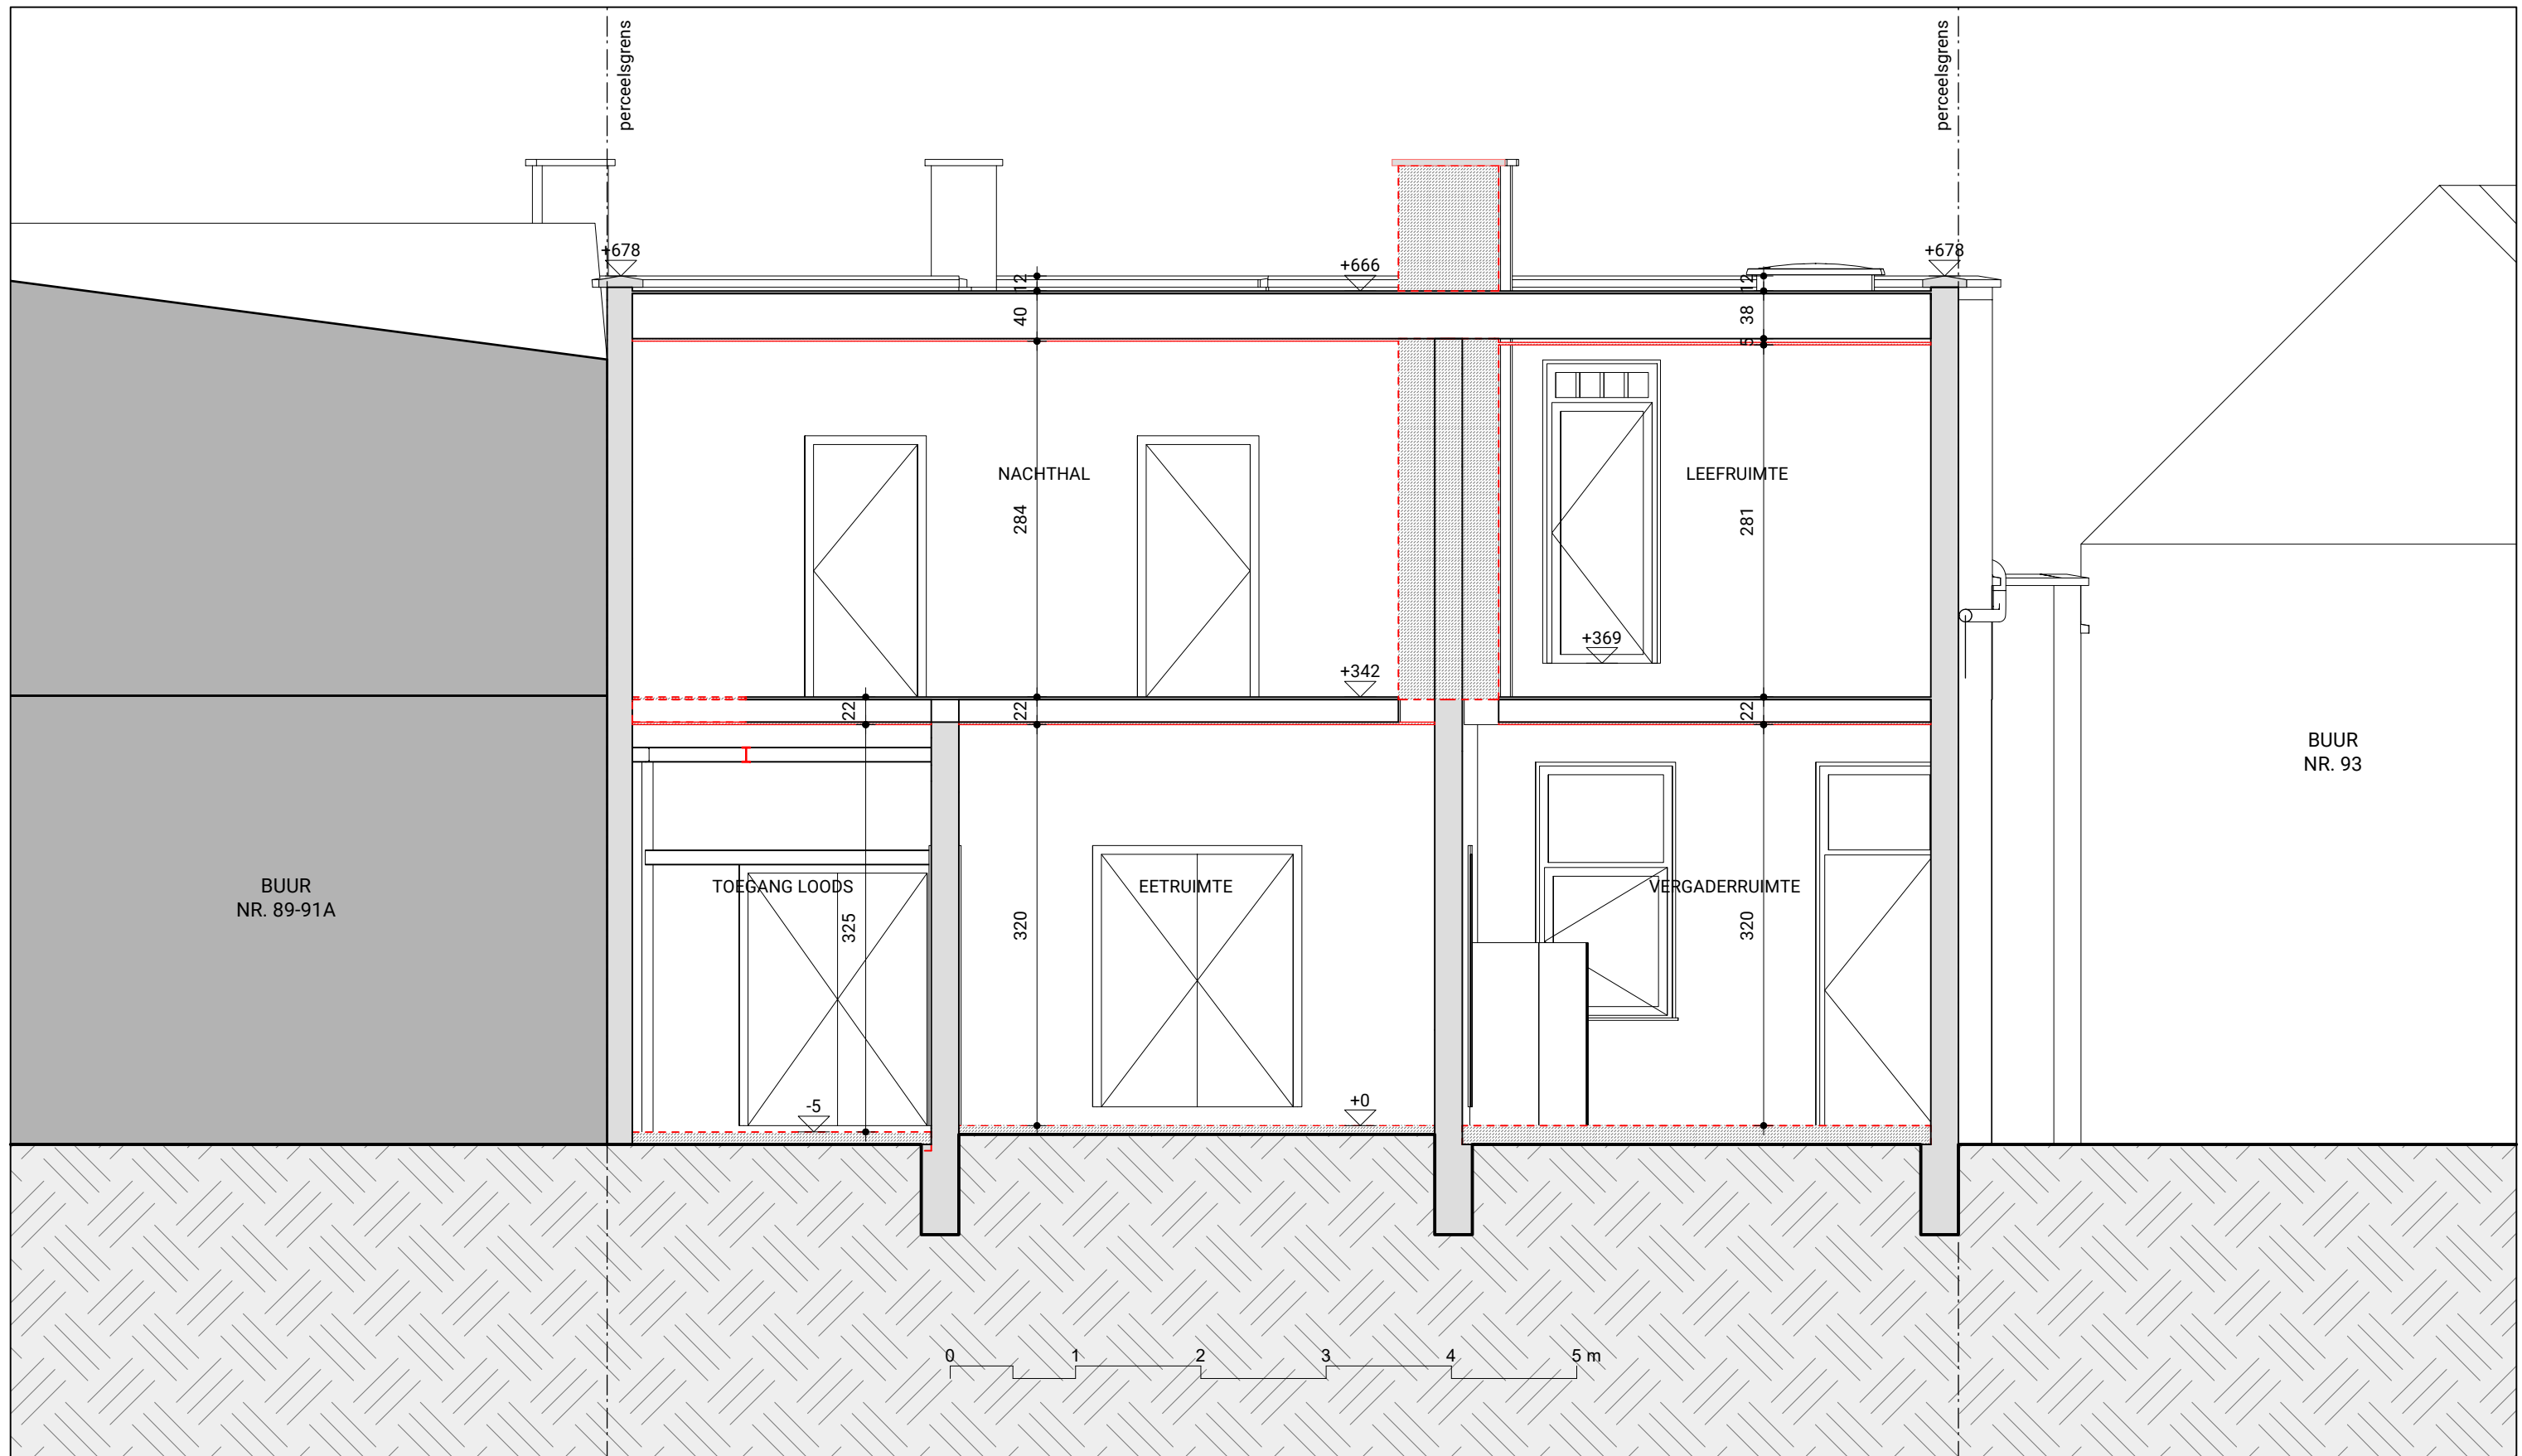 perceelsgrens
perceelsgrens
+678
+666
+678
12
12
40
38
5
NACHTHAL
LEEFRUIMTE
284
281
+369
+342
22
22
22
BUUR
NR. 93
BUUR
NR. 89-91A
TOEGANG LOODS
EETRUIMTE
VERGADERRUIMTE
325
320
320
-5
+0
0 1 2 3 4 5 m